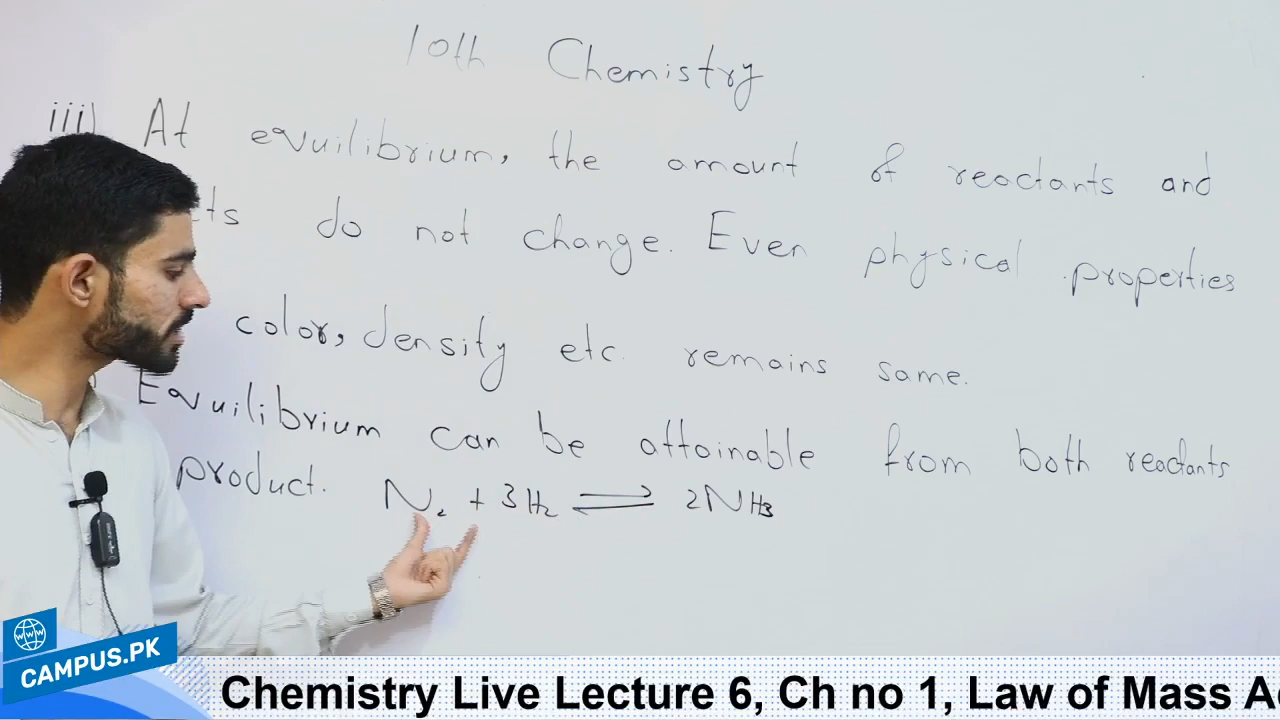 10th Chemistry
iii) At equilibrium, the amount of reactants and
do not change. Even physical properties
color, density etc. remains same.
Equilibrium can be attainable from both reactants
product. N₂ + 3H₂ ⇌ 2NH₃
WWW
CAMPUS.PK
Chemistry Live Lecture 6, Ch no 1, Law of Mass